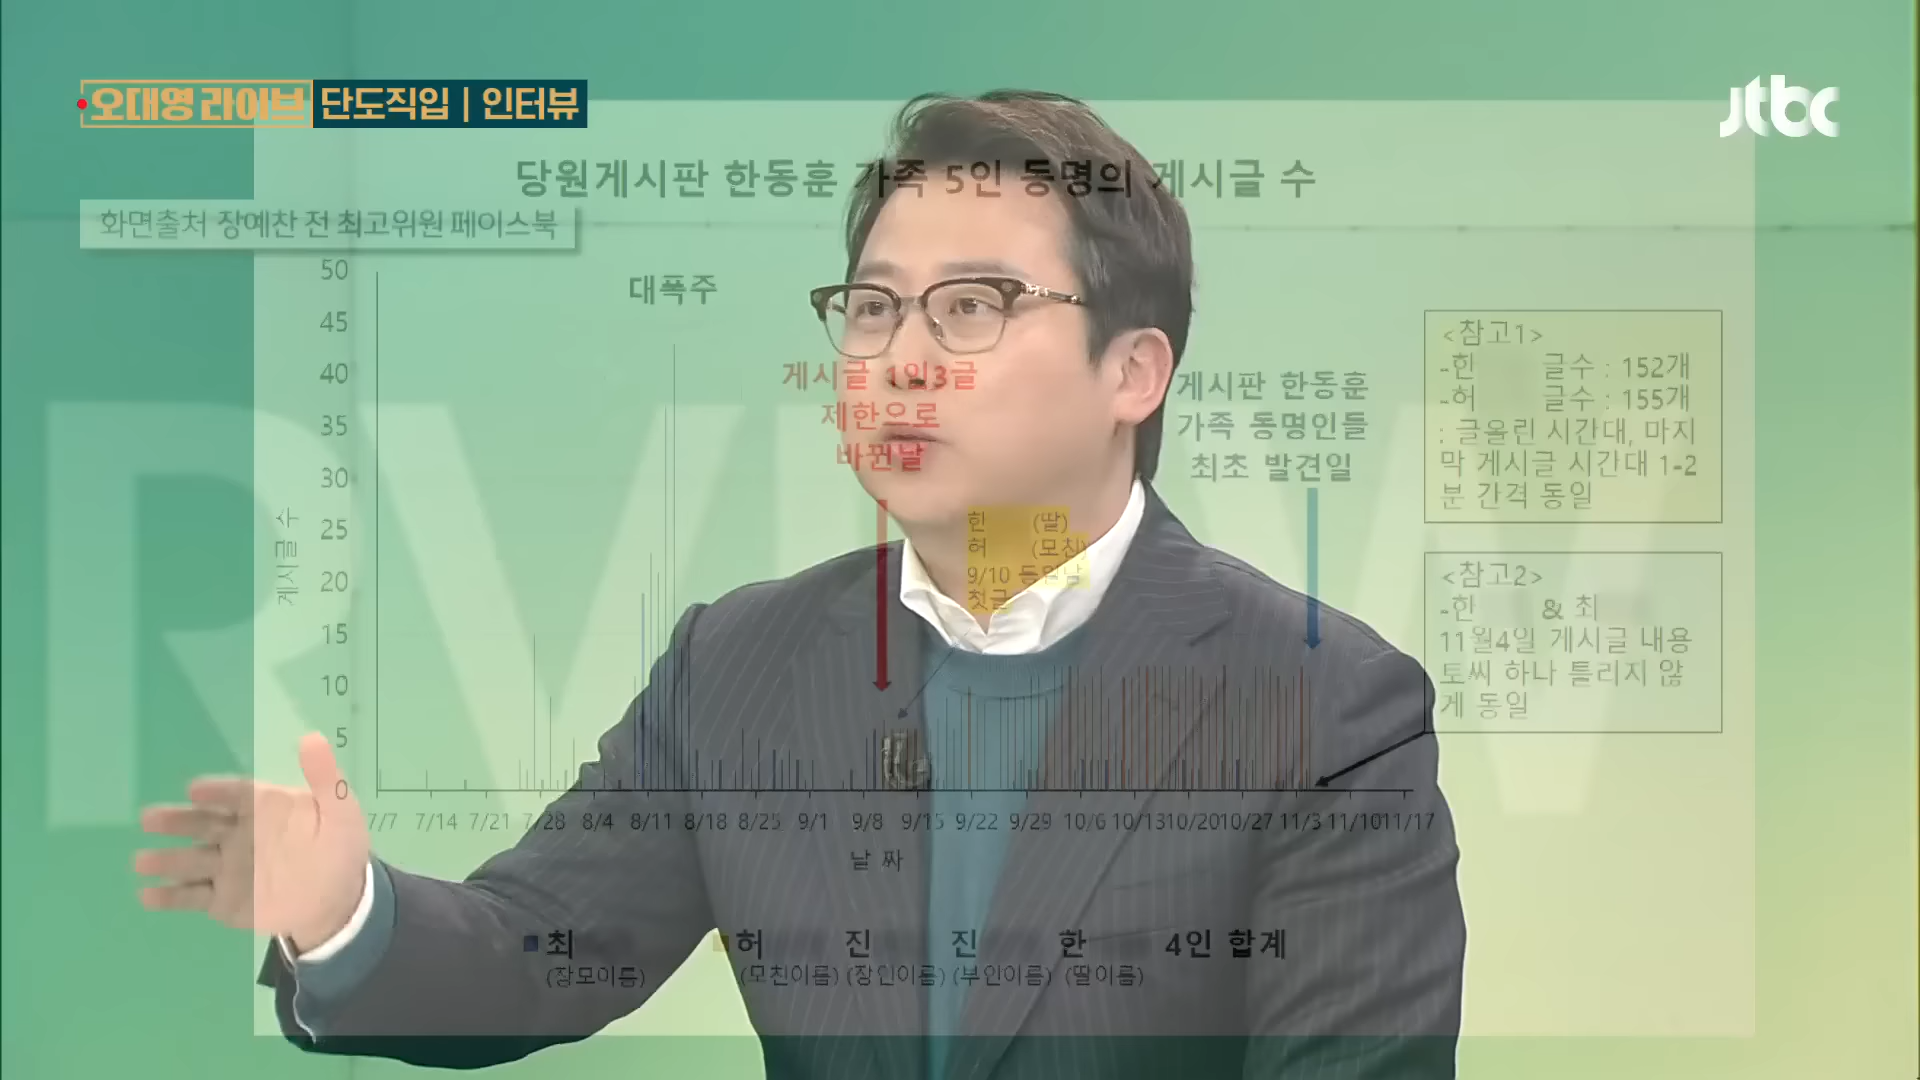 오대영 라이브 단도직입 | 인터뷰
jtbc
당원게시판 한동훈 가족 5인 동명의 게시글 수
화면출처 장예찬 전 최고위원 페이스북
대폭주
게시글 수
50
45
40
35
30
25
20
15
10
5
0
게시글 1일3글
제한으로
바뀐날
한 (딸)
허 (모친)
9/10 동일날
첫글
게시판 한동훈
가족 동명인들
최초 발견일
<참고1>
-한 글수 : 152개
-허 글수 : 155개
: 글올린 시간대, 마지
막 게시글 시간대 1-2
분 간격 동일
<참고2>
-한 & 최
11월4일 게시글 내용
토씨 하나 틀리지 않
게 동일
7/7 7/14 7/21 7/28 8/4 8/11 8/18 8/25 9/1 9/8 9/15 9/22 9/29 10/6 10/13 10/20 10/27 11/3 11/10 11/17
날 짜
최 허 진 진 한 4인 합계
(장모이름) (모친이름) (장인이름) (부인이름) (딸이름)
RVIEW